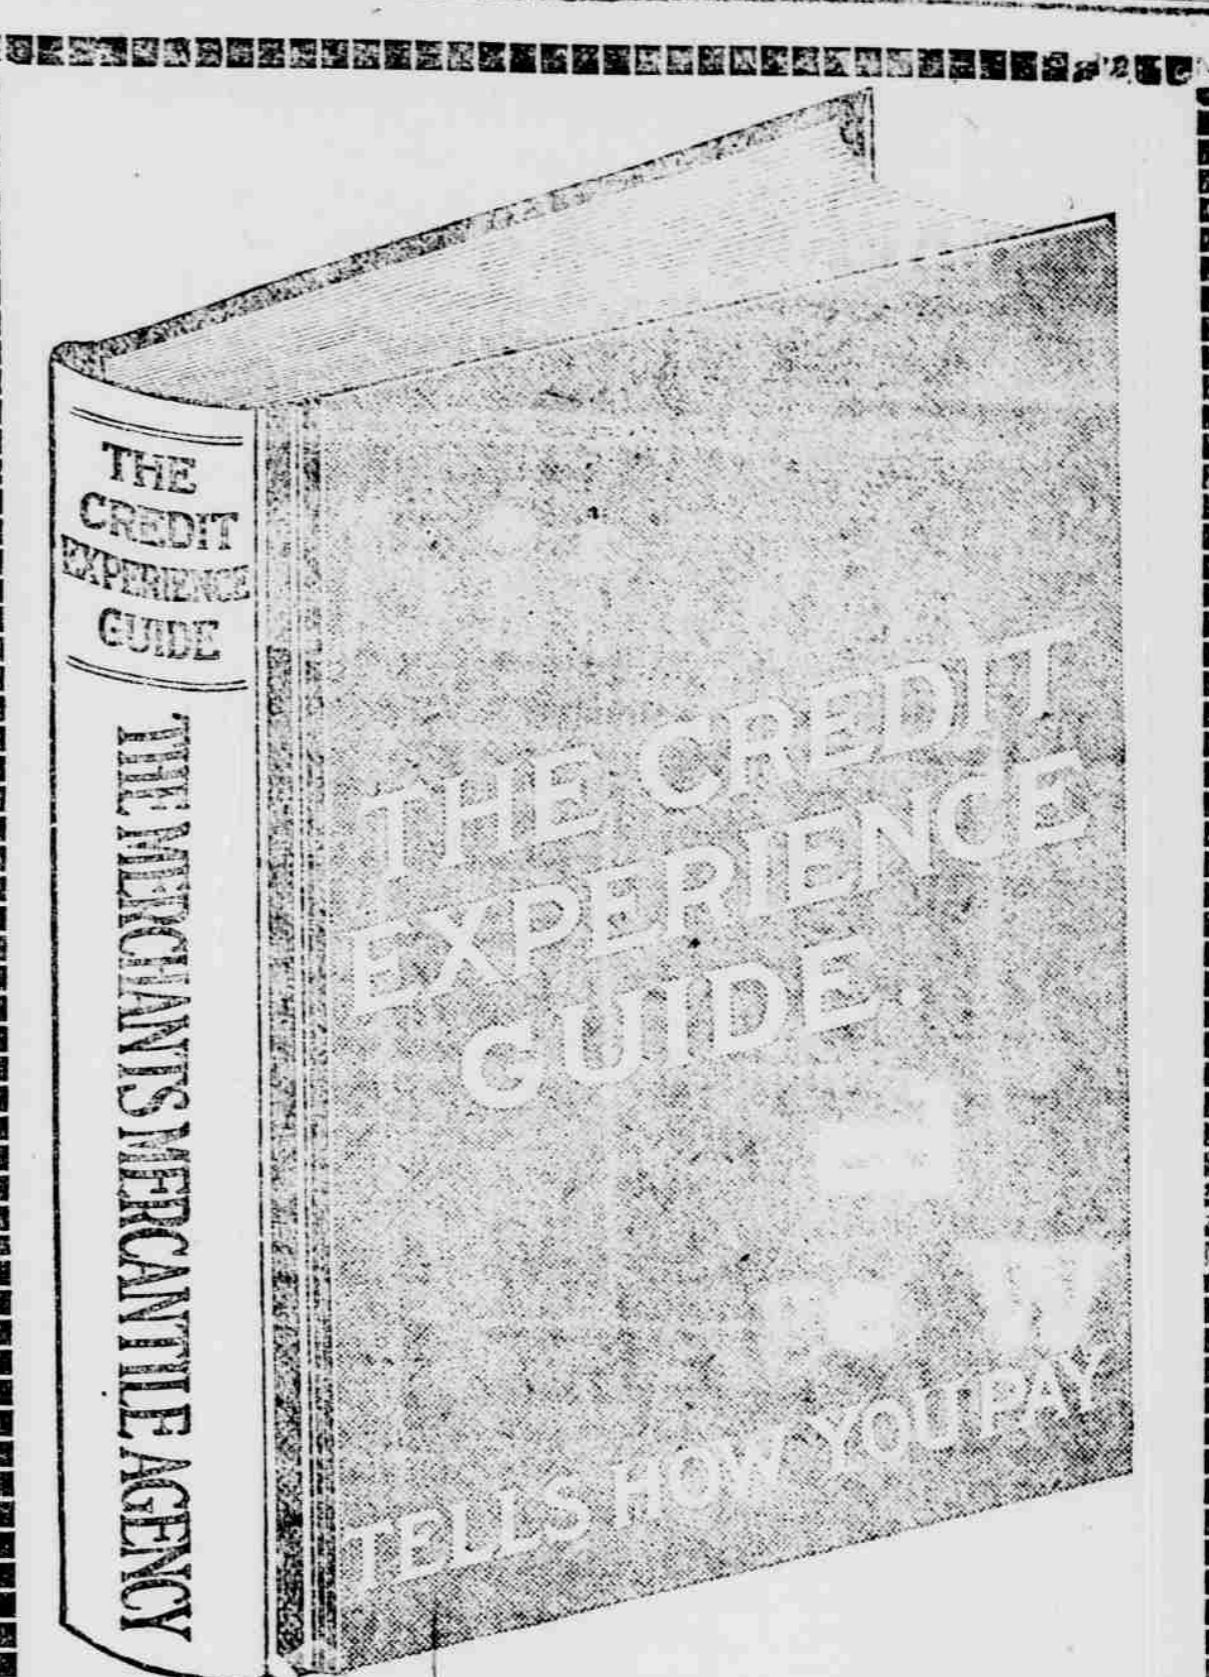 THE
CREDIT
EXPERIENCE
GUIDE
THE MERCHANTS MERCANTILE AGENCY
THE CREDIT
EXPERIENCE
GUIDE.
TELLS HOW YOU PAY